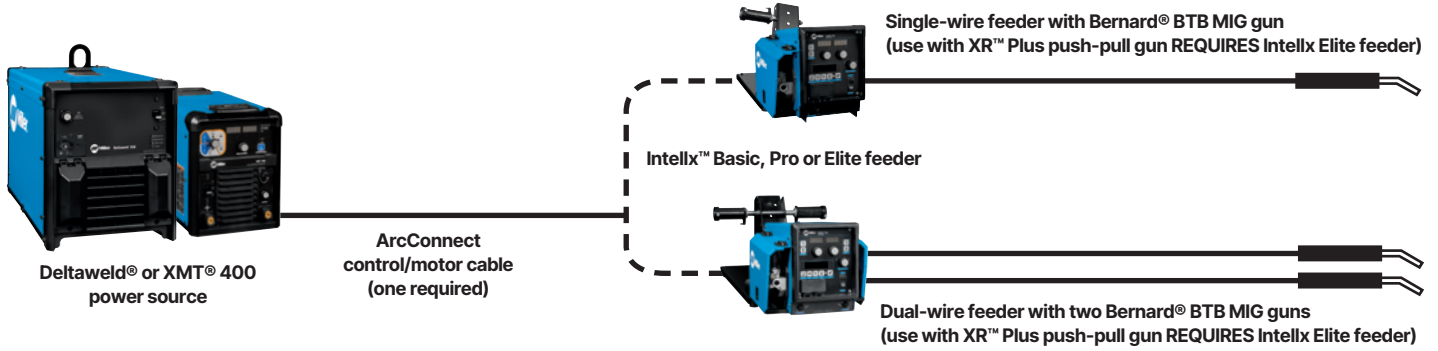 Single-wire feeder with Bernard® BTB MIG gun
(use with XR™ Plus push-pull gun REQUIRES Intellx Elite feeder)
Intellx™ Basic, Pro or Elite feeder
Miller
Miller
ArcConnect
control/motor cable
(one required)
Deltaweld® or XMT® 400
power source
Dual-wire feeder with two Bernard® BTB MIG guns
(use with XR™ Plus push-pull gun REQUIRES Intellx Elite feeder)